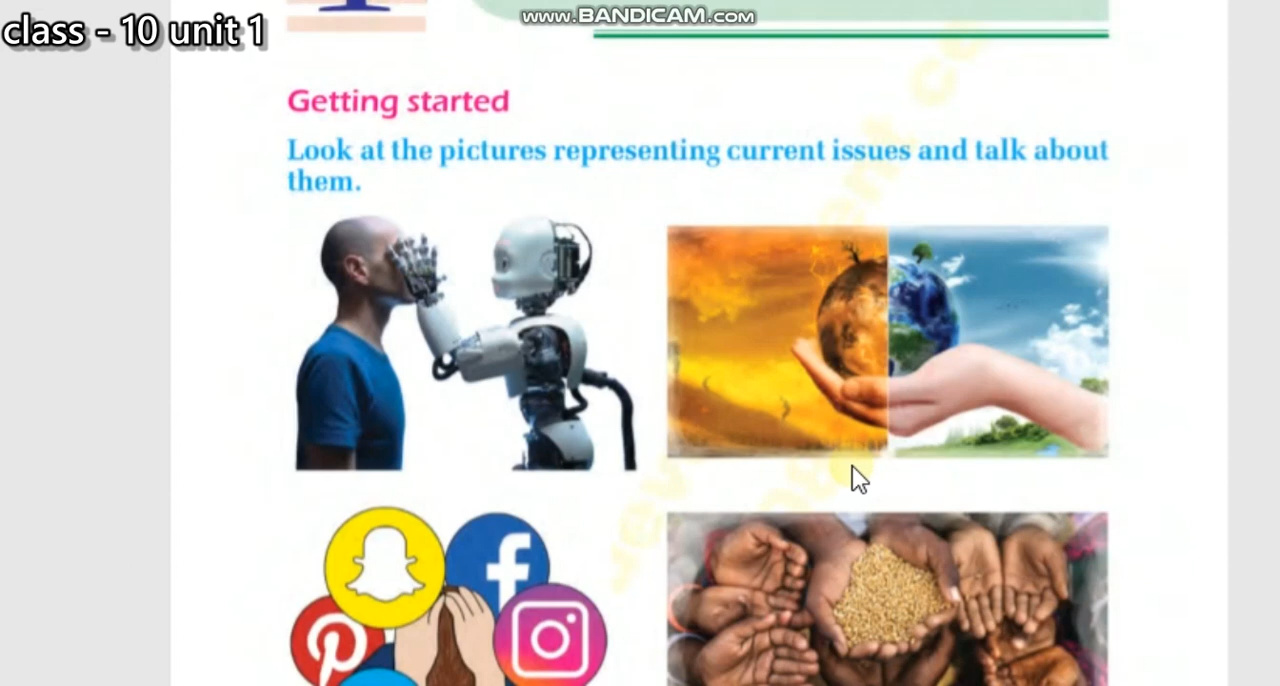 www.BANDICAM.com
class - 10 unit 1
Getting started
Look at the pictures representing current issues and talk about
them.